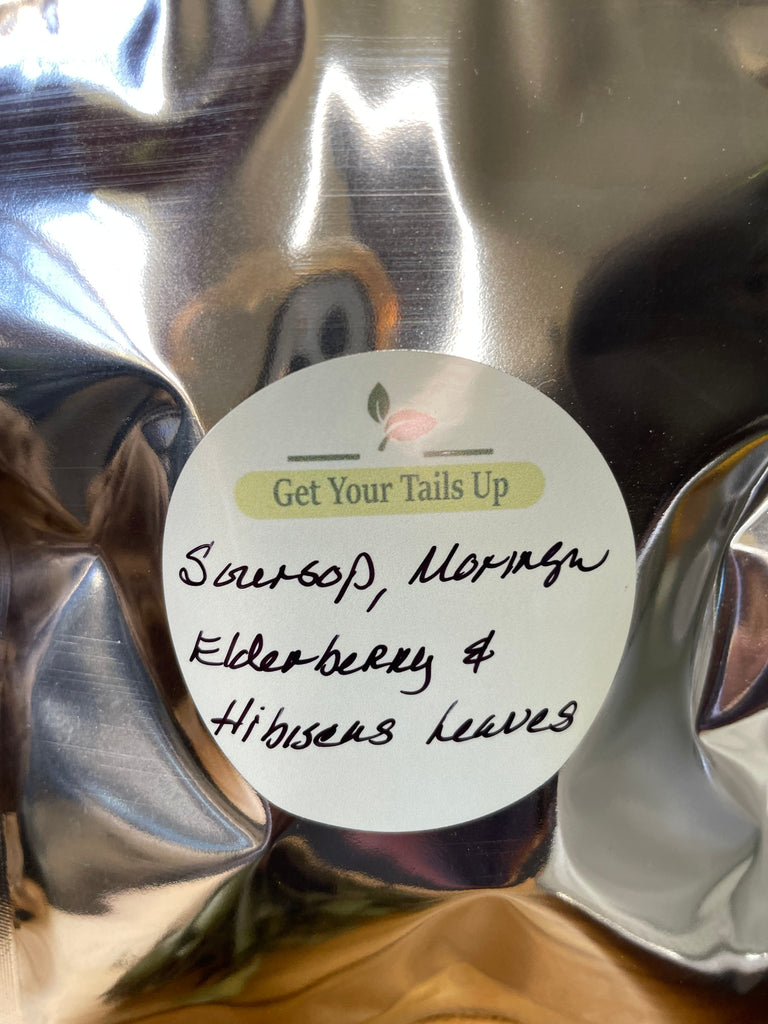 Get Your Tails Up
Soursop, Moringa
Elderberry &
Hibiscus Leaves